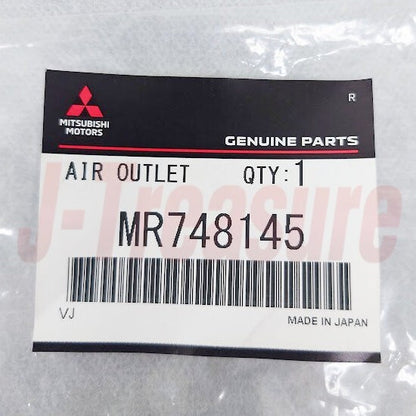 R
MITSUBISHI
MOTORS
GENUINE PARTS
AIR OUTLET QTY:1
MR748145
J-Treasure
VJ
MADE IN JAPAN